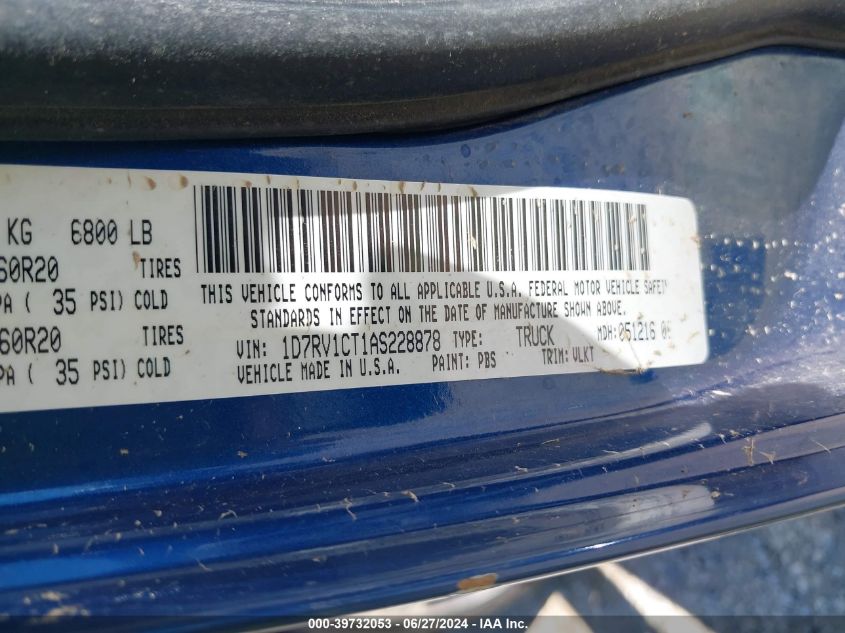 KG 6800 LB
60R20 TIRES
PA ( 35 PSI) COLD
60R20 TIRES
PA ( 35 PSI) COLD
THIS VEHICLE CONFORMS TO ALL APPLICABLE U.S.A. FEDERAL MOTOR VEHICLE SAFETY
STANDARDS IN EFFECT ON THE DATE OF MANUFACTURE SHOWN ABOVE.
VIN: 1D7RV1CT1AS228878 TYPE: TRUCK MDH: 051216 0
VEHICLE MADE IN U.S.A. PAINT: PBS TRIM: VLKT
000-39732053 — 06/27/2024 — IAA Inc.